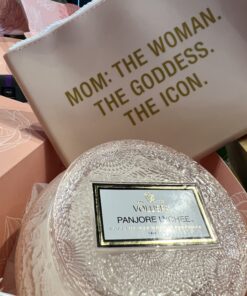 MOM: THE WOMAN.
THE GODDESS.
THE ICON.
VOLUSPA
PANJORE LYCHEE